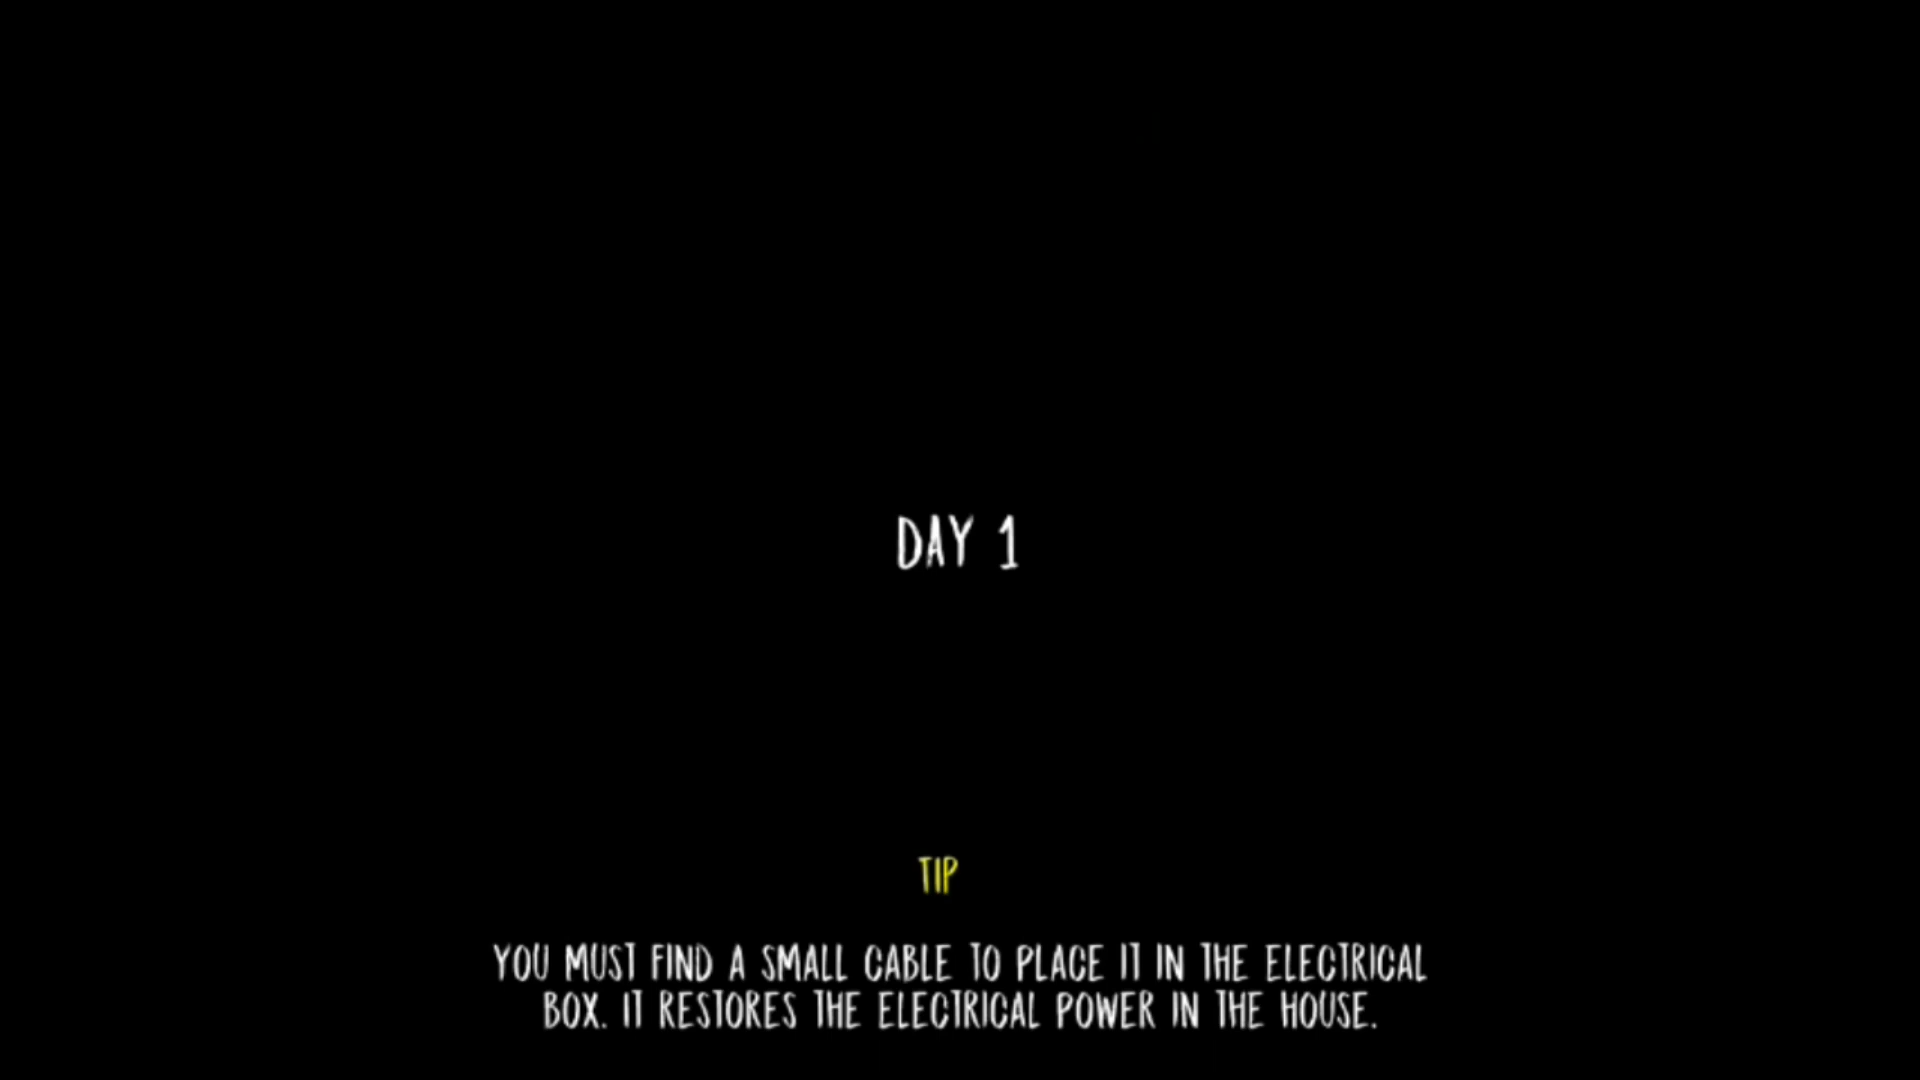 DAY 1
TIP
YOU MUST FIND A SMALL CABLE TO PLACE IT IN THE ELECTRICAL
BOX. IT RESTORES THE ELECTRICAL POWER IN THE HOUSE.